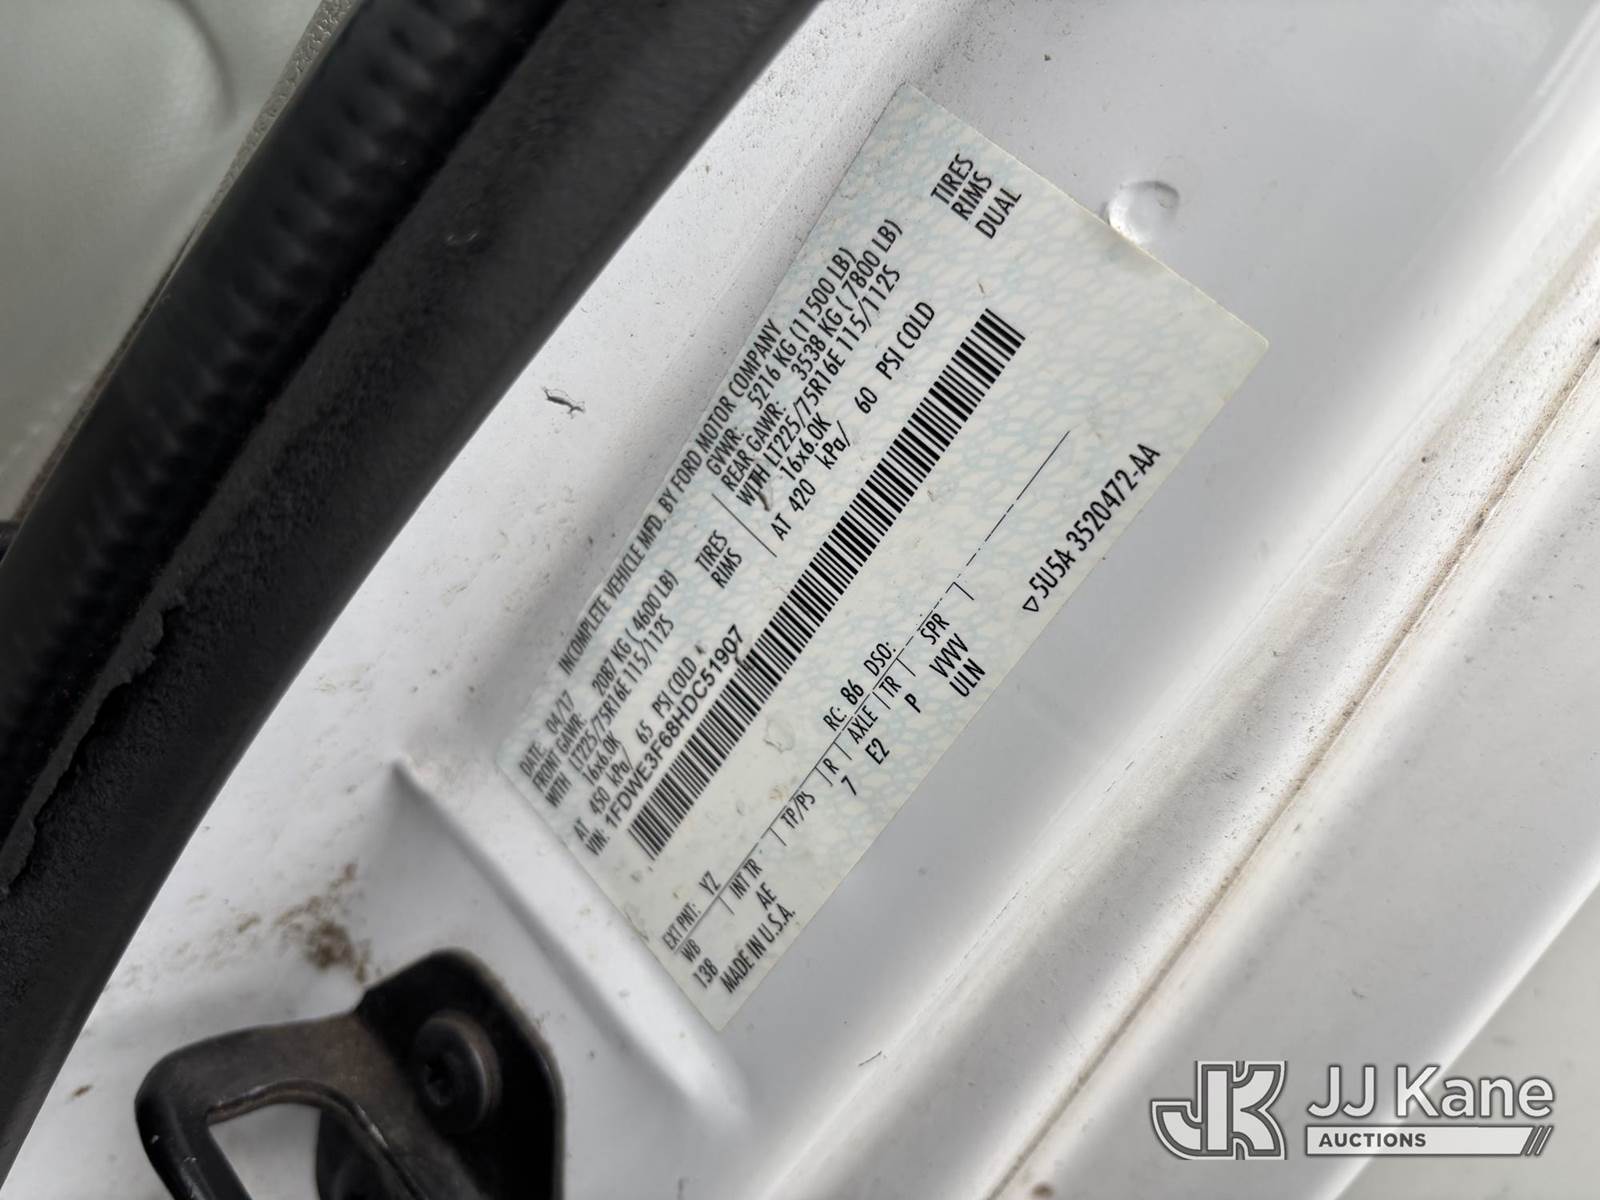 INCOMPLETE VEHICLE MFD. BY FORD MOTOR COMPANY
DATE: 04/17 GVWR: 5216 KG (11500 LB)
FRONT GAWR: 2087 KG ( 4600 LB) REAR GAWR: 3538 KG ( 7800 LB)
WITH LT225/75R16E 115/112S TIRES WITH LT225/75R16E 115/112S TIRES
16x6.0K RIMS 16x6.0K RIMS
AT 450 kPa/ 65 PSI COLD AT 420 kPa/ 60 PSI COLD DUAL
VIN: 1FDWE3F68HDC51907
EXT PNT: YZ RC: 86 DSO:
WB INT TR TP/PS R AXLE TR SPR
138 AE 7 E2 P VVVV
MADE IN U.S.A. ULN
▽5U5A 3520472-AA
JK JJ Kane
AUCTIONS